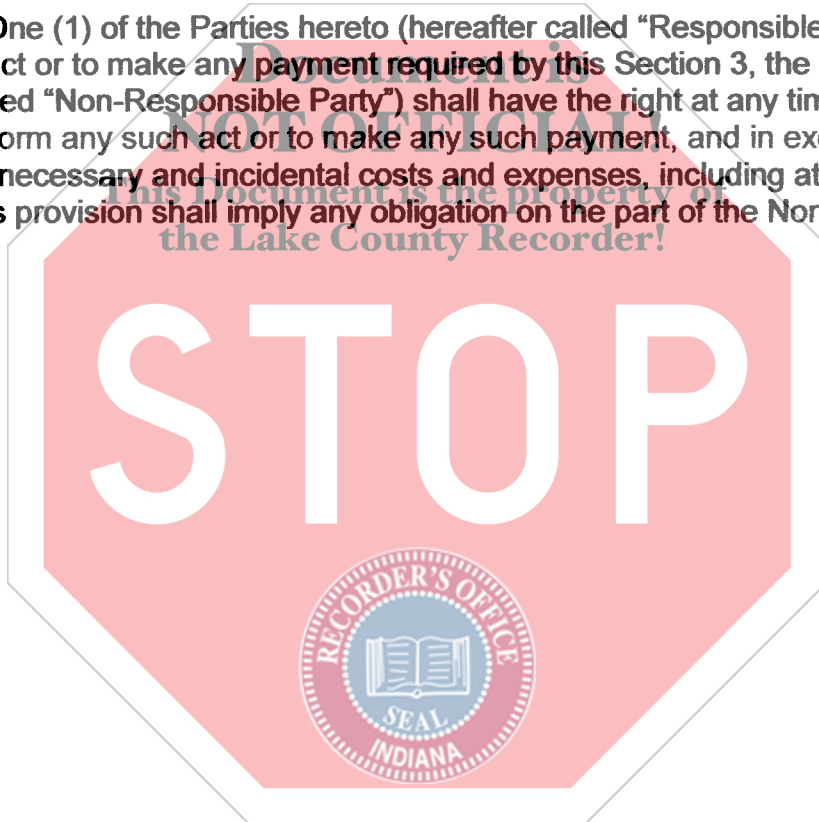 One (1) of the Parties hereto (hereafter called “Responsible
ct or to make any payment required by this Section 3, the
Document is
ed “Non-Responsible Party”) shall have the right at any tim
orm any such act or to make any such payment, and in ex
NOT OFFICIAL!
necessary and incidental costs and expenses, including at
This Document is the property of
s provision shall imply any obligation on the part of the Non
the Lake County Recorder!
STOP
RECORDER'S OFFICE
SEAL
INDIANA